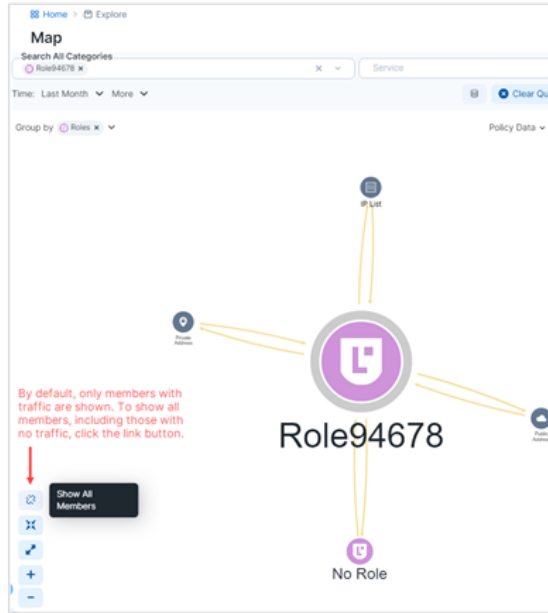 Home > Explore
Map
Search All Categories
Role94678 × × Service
Time: Last Month More Clear Qu
Group by Roles × Policy Data
IP List
Private
Address
Role94678
Public
Address
By default, only members with
traffic are shown. To show all
members, including those with
no traffic, click the link button.
Show All
Members
No Role